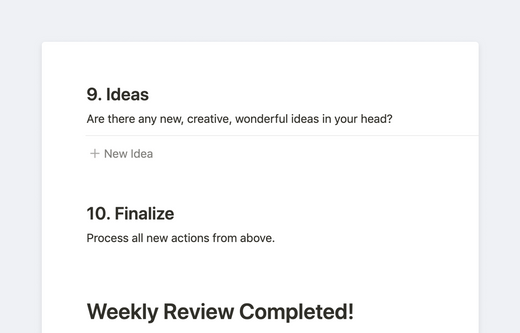 9. Ideas
Are there any new, creative, wonderful ideas in your head?
+ New Idea
10. Finalize
Process all new actions from above.
Weekly Review Completed!